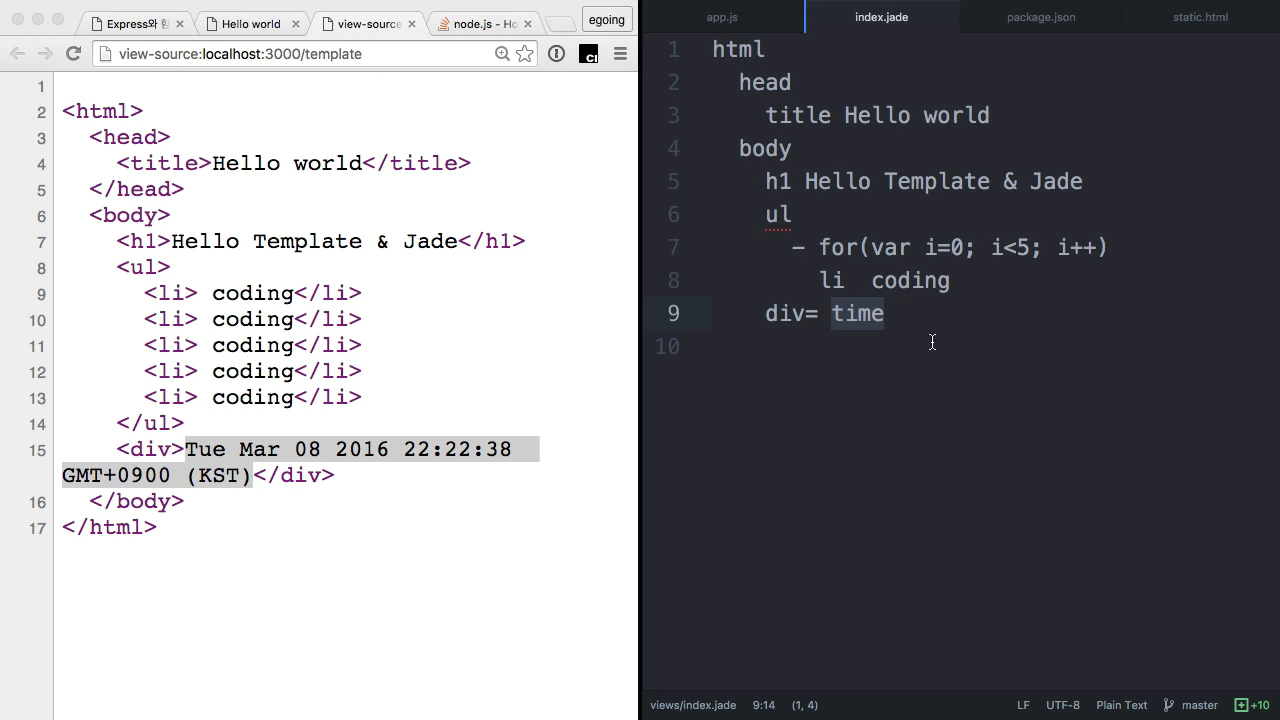 Express와
Hello world
view-source
node.js - Ho
egoing
view-source:localhost:3000/template
1
2 <html>
3 <head>
4 <title>Hello world</title>
5 </head>
6 <body>
7 <h1>Hello Template & Jade</h1>
8 <ul>
9 <li> coding</li>
10 <li> coding</li>
11 <li> coding</li>
12 <li> coding</li>
13 <li> coding</li>
14 </ul>
15 <div>Tue Mar 08 2016 22:22:38
GMT+0900 (KST)</div>
16 </body>
17 </html>
app.js
index.jade
package.json
static.html
1 html
2 head
3 title Hello world
4 body
5 h1 Hello Template & Jade
6 ul
7 - for(var i=0; i<5; i++)
8 li  coding
9 div= time
10
views/index.jade 9:14 (1, 4) LF UTF-8 Plain Text master +10